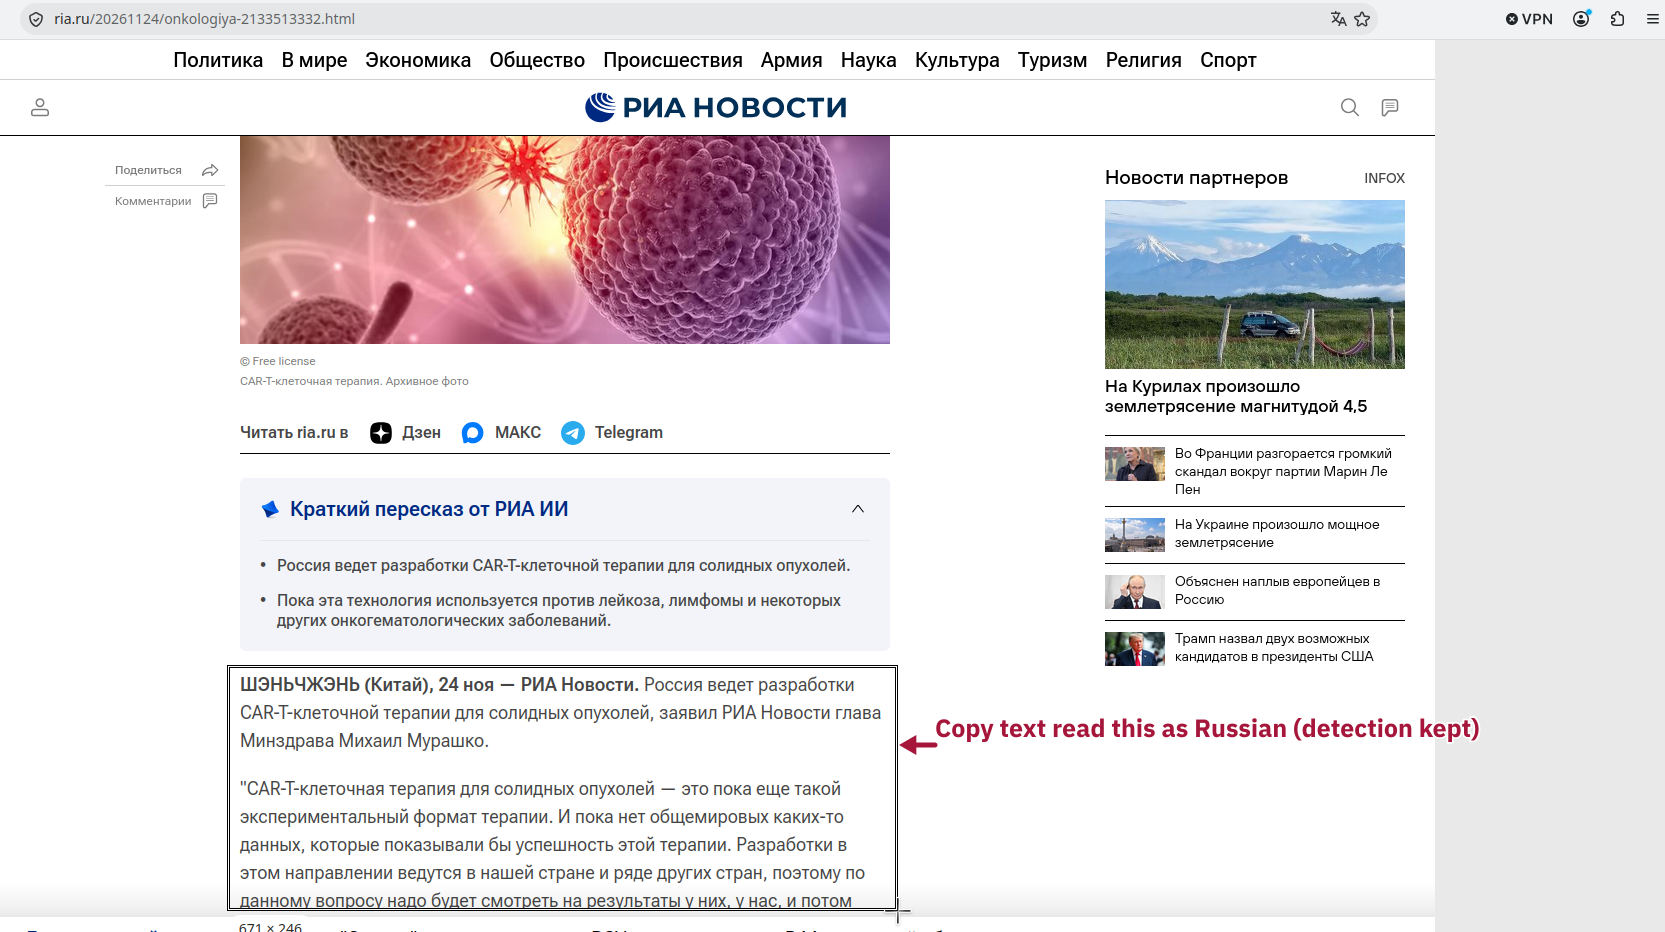 ria.ru/20261124/onkologiya-2133513332.html
VPN
Политика В мире Экономика Общество Происшествия Армия Наука Культура Туризм Религия Спорт
РИА НОВОСТИ
Поделиться
Комментарии
© Free license
CAR-T-клеточная терапия. Архивное фото
Читать ria.ru в Дзен МАКС Telegram
Краткий пересказ от РИА ИИ
• Россия ведет разработки CAR-T-клеточной терапии для солидных опухолей.
• Пока эта технология используется против лейкоза, лимфомы и некоторых
других онкогематологических заболеваний.
ШЭНЬЧЖЭНЬ (Китай), 24 ноя — РИА Новости. Россия ведет разработки
CAR-T-клеточной терапии для солидных опухолей, заявил РИА Новости глава
Минздрава Михаил Мурашко.
"CAR-T-клеточная терапия для солидных опухолей — это пока еще такой
экспериментальный формат терапии. И пока нет общемировых каких-то
данных, которые показывали бы успешность этой терапии. Разработки в
этом направлении ведутся в нашей стране и ряде других стран, поэтому по
данному вопросу надо будет смотреть на результаты у них, у нас, и потом
671 × 246
Copy text read this as Russian (detection kept)
Новости партнеров
INFOX
На Курилах произошло
землетрясение магнитудой 4,5
Во Франции разгорается громкий
скандал вокруг партии Марин Ле
Пен
На Украине произошло мощное
землетрясение
Объяснен наплыв европейцев в
Россию
Трамп назвал двух возможных
кандидатов в президенты США